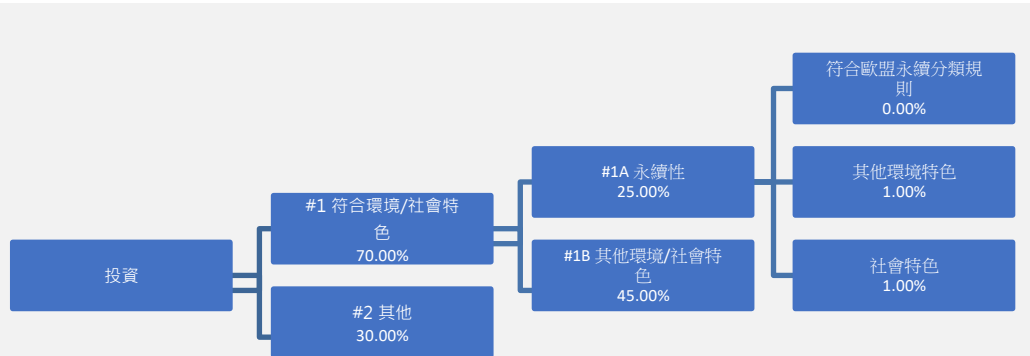 投資
#1 符合環境/社會特
色
70.00%
#2 其他
30.00%
#1A 永續性
25.00%
#1B 其他環境/社會特
色
45.00%
符合歐盟永續分類規
則
0.00%
其他環境特色
1.00%
社會特色
1.00%